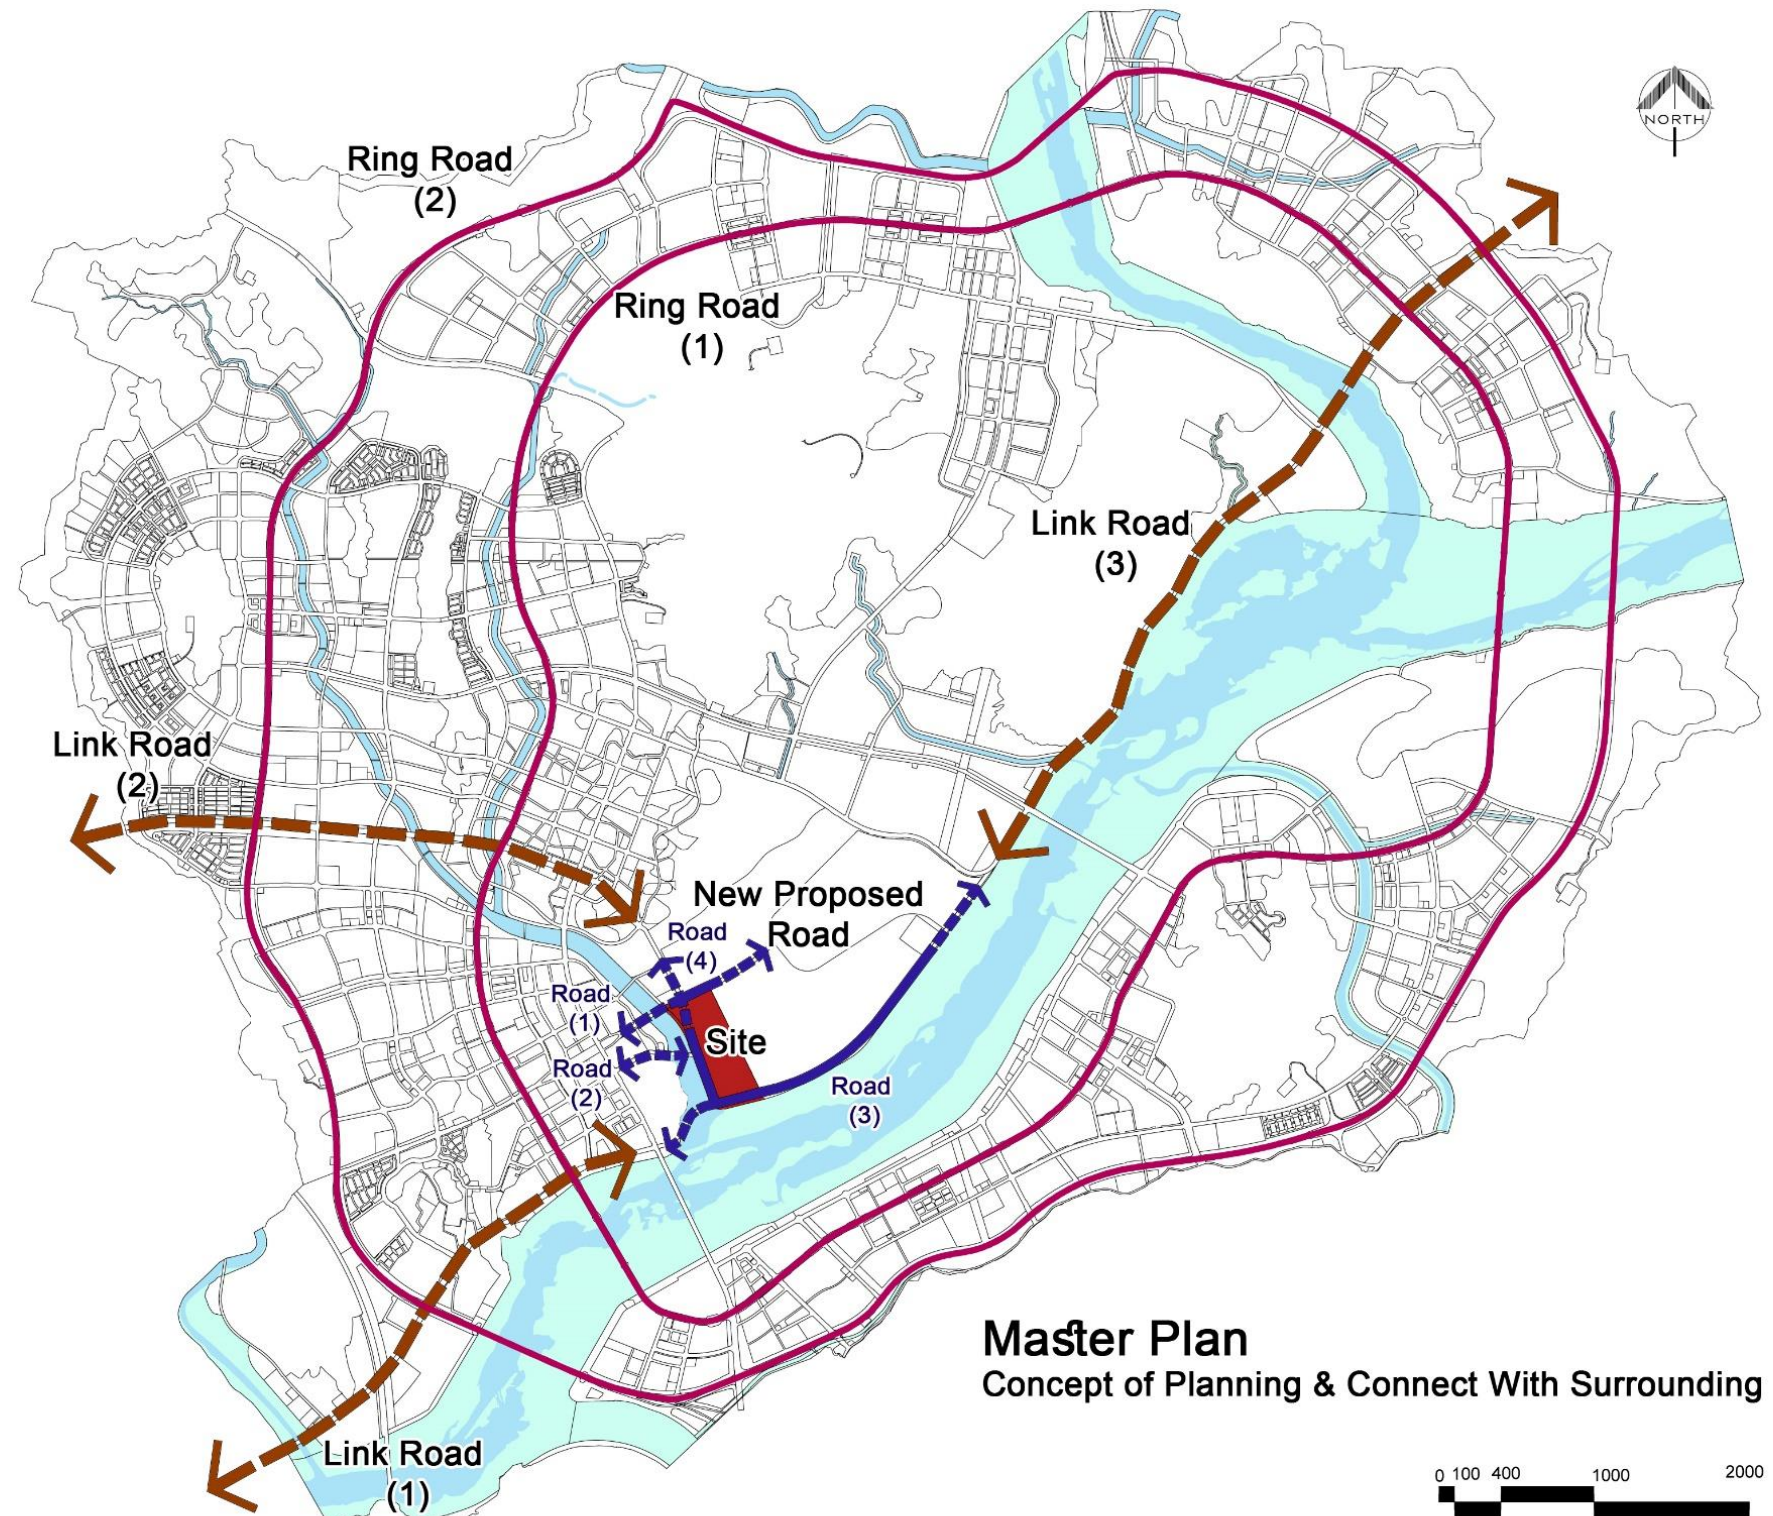 NORTH
Ring Road
(2)
Ring Road
(1)
Link Road
(3)
Link Road
(2)
New Proposed
Road
Road
(4)
Road
(1)
Site
Road
(2)
Road
(3)
Master Plan
Concept of Planning & Connect With Surrounding
Link Road
(1)
0 100 400 1000 2000